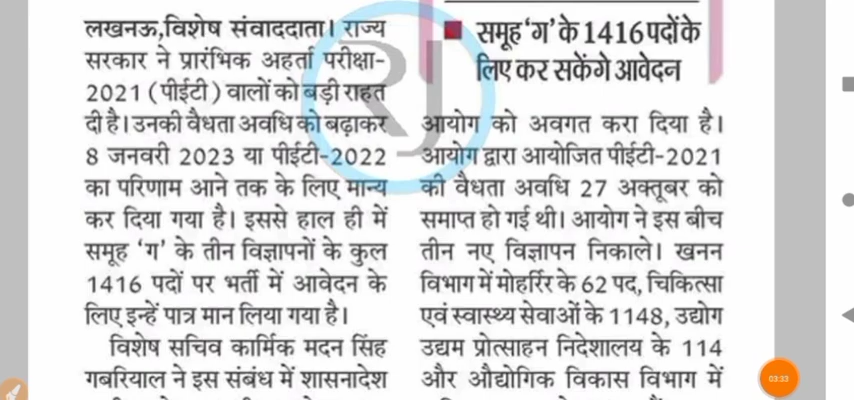 लखनऊ,विशेष संवाददाता। राज्य
सरकार ने प्रारंभिक अहर्ता परीक्षा-
2021 (पीईटी) वालों को बड़ी राहत
दी है। उनकी वैधता अवधि को बढ़ाकर
8 जनवरी 2023 या पीईटी-2022
का परिणाम आने तक के लिए मान्य
कर दिया गया है। इससे हाल ही में
समूह ‘ग’ के तीन विज्ञापनों के कुल
1416 पदों पर भर्ती में आवेदन के
लिए इन्हें पात्र मान लिया गया है।
विशेष सचिव कार्मिक मदन सिंह
गबरियाल ने इस संबंध में शासनादेश
समूह ‘ग’ के 1416 पदों के
लिए कर सकेंगे आवेदन
आयोग को अवगत करा दिया है।
आयोग द्वारा आयोजित पीईटी-2021
की वैधता अवधि 27 अक्तूबर को
समाप्त हो गई थी। आयोग ने इस बीच
तीन नए विज्ञापन निकाले। खनन
विभाग में मोहर्रिर के 62 पद, चिकित्सा
एवं स्वास्थ्य सेवाओं के 1148, उद्योग
उद्यम प्रोत्साहन निदेशालय के 114
और औद्योगिक विकास विभाग में
03:33